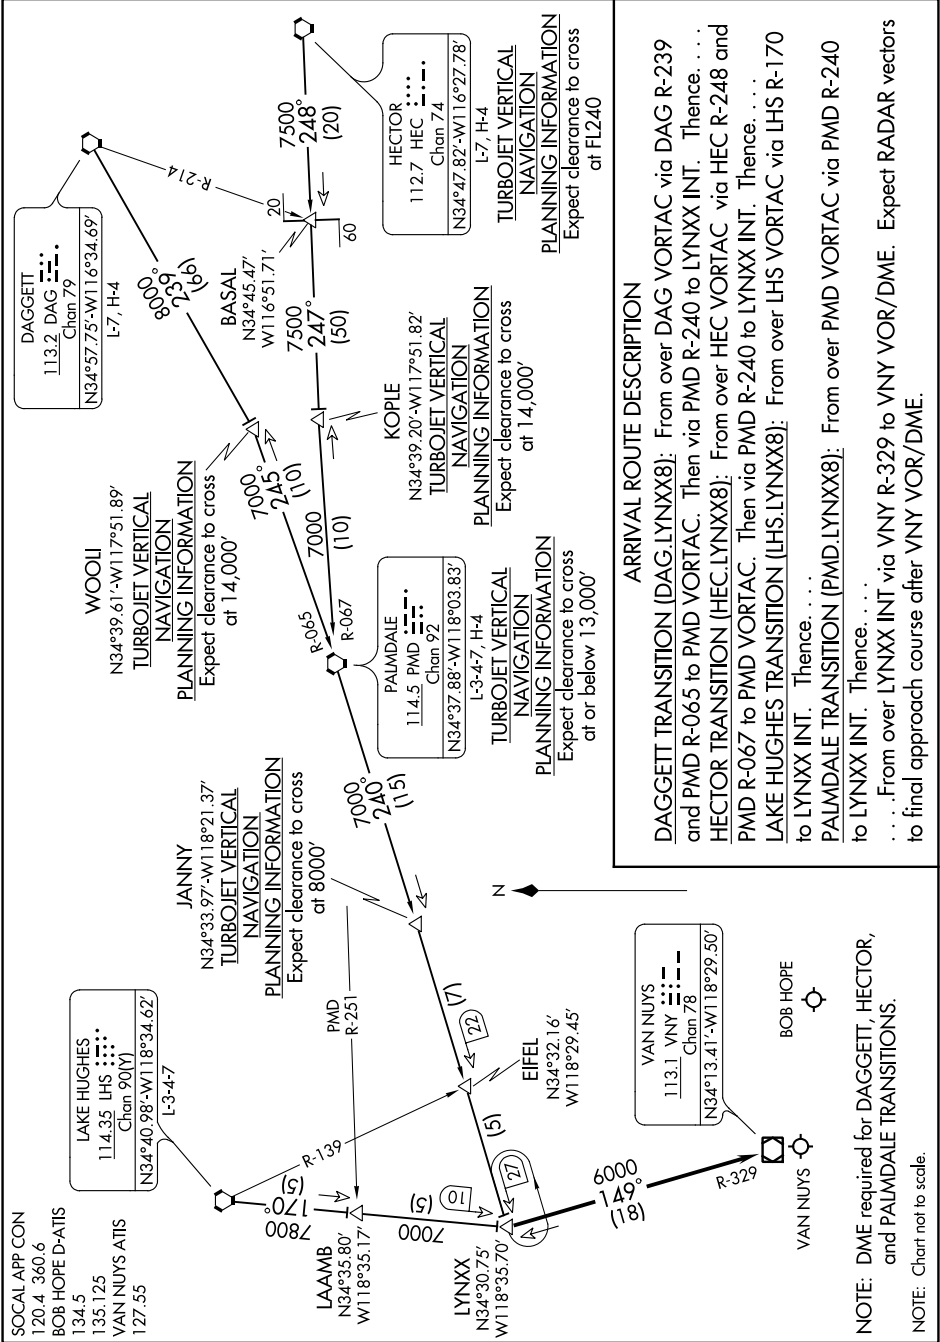 SOCAL APP CON
120.4 360.6
BOB HOPE D-ATIS
134.5
135.125
VAN NUYS ATIS
127.55
LAKE HUGHES
114.35 LHS
Chan 90(Y)
N34°40.98'-W118°34.62'
L-3-4-7
JANNY
N34°33.97'-W118°21.37'
TURBOJET VERTICAL
NAVIGATION
PLANNING INFORMATION
Expect clearance to cross
at 8000'
WOOLI
N34°39.61'-W117°51.89'
TURBOJET VERTICAL
NAVIGATION
PLANNING INFORMATION
Expect clearance to cross
at 14,000'
DAGGETT
113.2 DAG
Chan 79
N34°57.75'-W116°34.69'
L-7, H-4
8000
239°
(66)
R-214
7000
245°
(10)
R-065
BASAL
N34°45.47'
W116°51.71'
20
60
7500
248°
(20)
7500
247°
(50)
7000
(10)
R-067
HECTOR
112.7 HEC
Chan 74
N34°47.82'-W116°27.78'
L-7, H-4
TURBOJET VERTICAL
NAVIGATION
PLANNING INFORMATION
Expect clearance to cross
at FL240
KOPLE
N34°39.20'-W117°51.82'
TURBOJET VERTICAL
NAVIGATION
PLANNING INFORMATION
Expect clearance to cross
at 14,000'
PALMDALE
114.5 PMD
Chan 92
N34°37.88'-W118°03.83'
L-3-4-7, H-4
TURBOJET VERTICAL
NAVIGATION
PLANNING INFORMATION
Expect clearance to cross
at or below 13,000'
7000
240°
(15)
PMD
R-251
R-139
7800
170°
(5)
LAAMB
N34°35.80'
W118°35.17'
7000
(5)
10
(7)
22
EIFEL
N34°32.16'
W118°29.45'
(5)
27
LYNXX
N34°30.75'
W118°35.70'
6000
149°
(18)
R-329
VAN NUYS
113.1 VNY
Chan 78
N34°13.41'-W118°29.50'
N
VAN NUYS
BOB HOPE
NOTE: DME required for DAGGETT, HECTOR,
and PALMDALE TRANSITIONS.
NOTE: Chart not to scale.
ARRIVAL ROUTE DESCRIPTION
DAGGETT TRANSITION (DAG.LYNXX8): From over DAG VORTAC via DAG R-239
and PMD R-065 to PMD VORTAC. Then via PMD R-240 to LYNXX INT. Thence. . . .
HECTOR TRANSITION (HEC.LYNXX8): From over HEC VORTAC via HEC R-248 and
PMD R-067 to PMD VORTAC. Then via PMD R-240 to LYNXX INT. Thence. . . .
LAKE HUGHES TRANSITION (LHS.LYNXX8): From over LHS VORTAC via LHS R-170
to LYNXX INT. Thence. . . .
PALMDALE TRANSITION (PMD.LYNXX8): From over PMD VORTAC via PMD R-240
to LYNXX INT. Thence. . . .
. . . .From over LYNXX INT via VNY R-329 to VNY VOR/DME. Expect RADAR vectors
to final approach course after VNY VOR/DME.